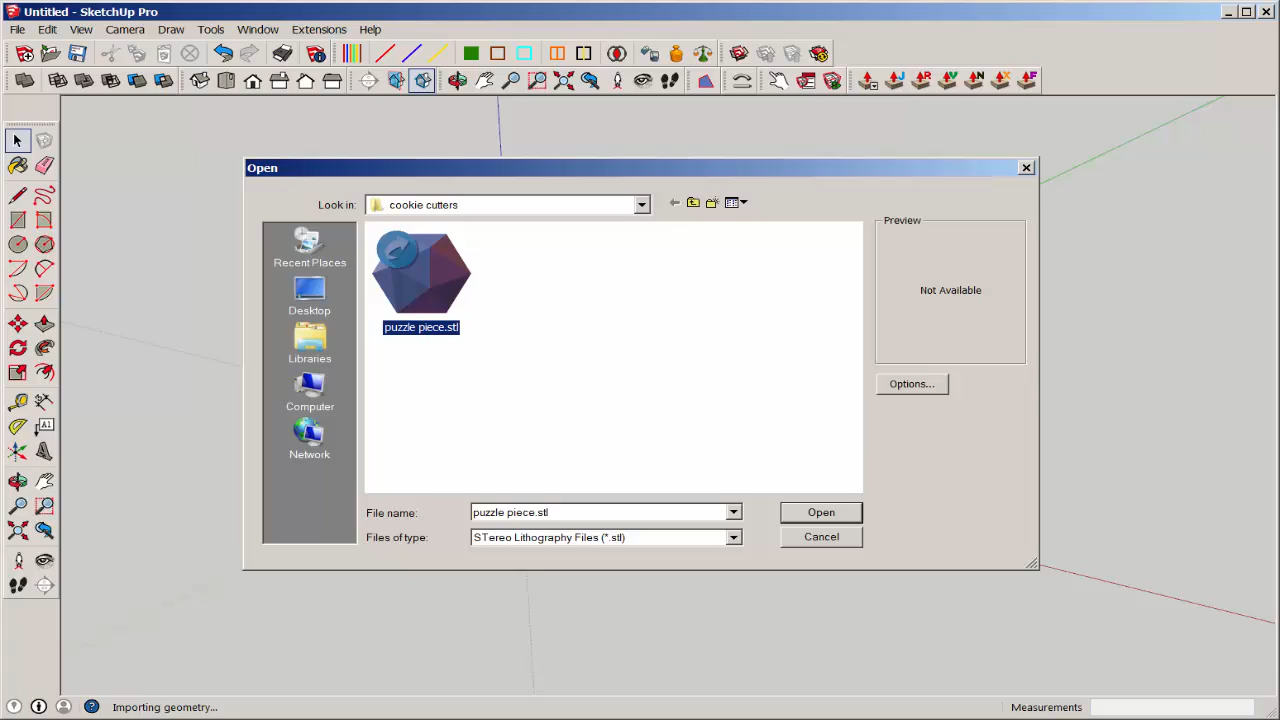 Untitled - SketchUp Pro
File Edit View Camera Draw Tools Window Extensions Help
J R V N X F
A1
Open
Look in: cookie cutters
Preview
Not Available
Recent Places
Desktop
Libraries
Computer
Network
puzzle piece.stl
Options...
File name: puzzle piece.stl Open
Files of type: STereo Lithography Files (*.stl) Cancel
Importing geometry...
Measurements